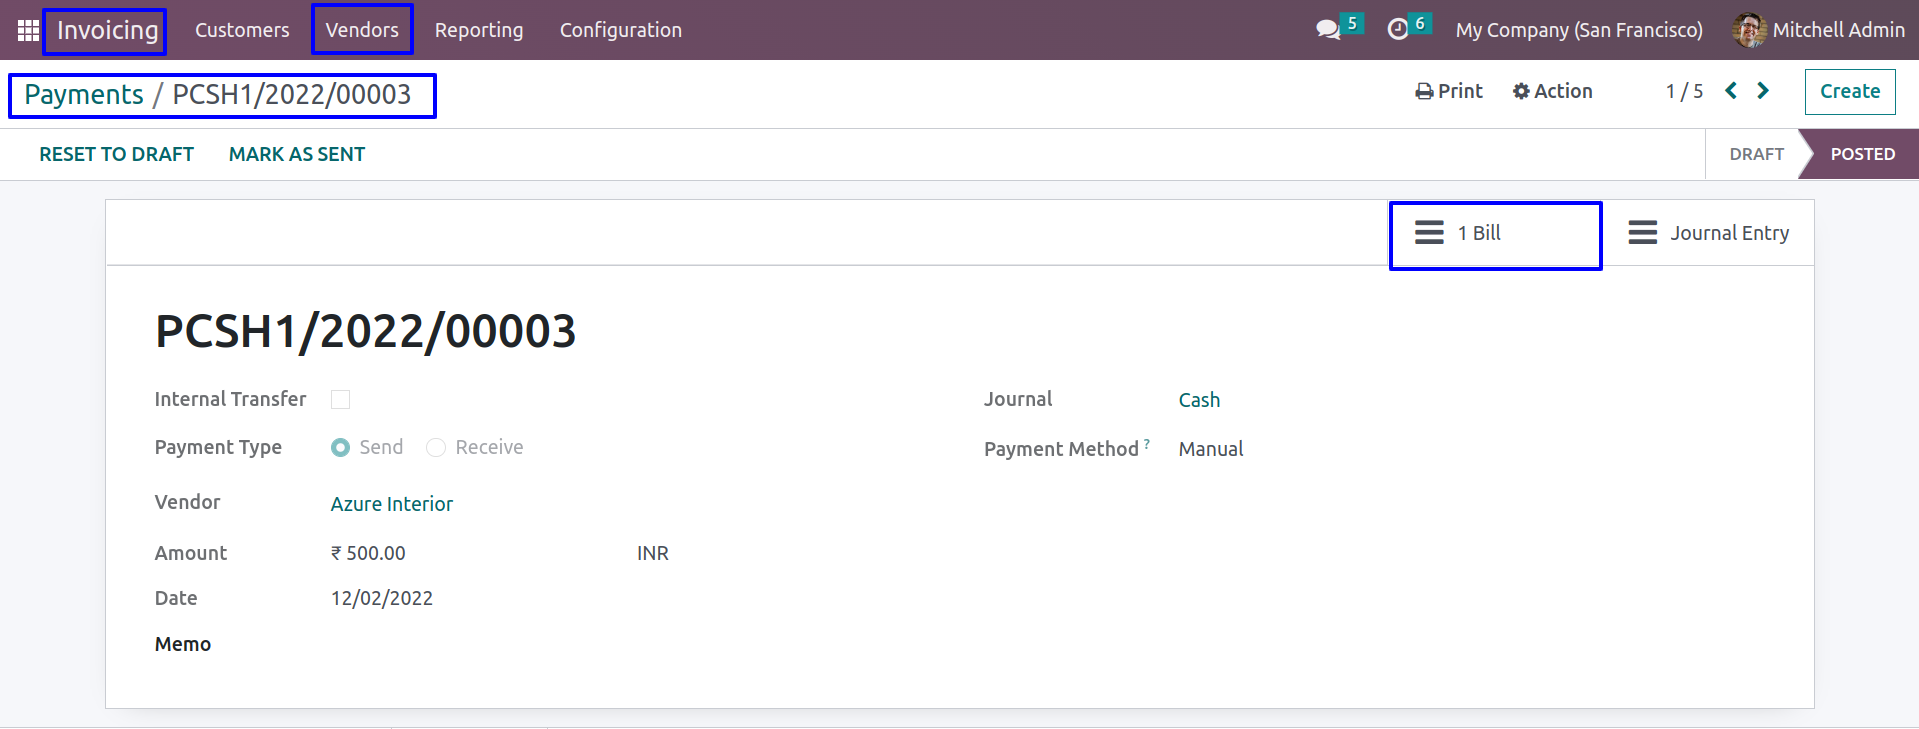 Invoicing Customers Vendors Reporting Configuration 5 6 My Company (San Francisco) Mitchell Admin
Payments / PCSH1/2022/00003 Print Action 1 / 5 Create
RESET TO DRAFT MARK AS SENT DRAFT POSTED
1 Bill Journal Entry
PCSH1/2022/00003
Internal Transfer Journal Cash
Payment Type Send Receive Payment Method ? Manual
Vendor Azure Interior
Amount ₹ 500.00 INR
Date 12/02/2022
Memo